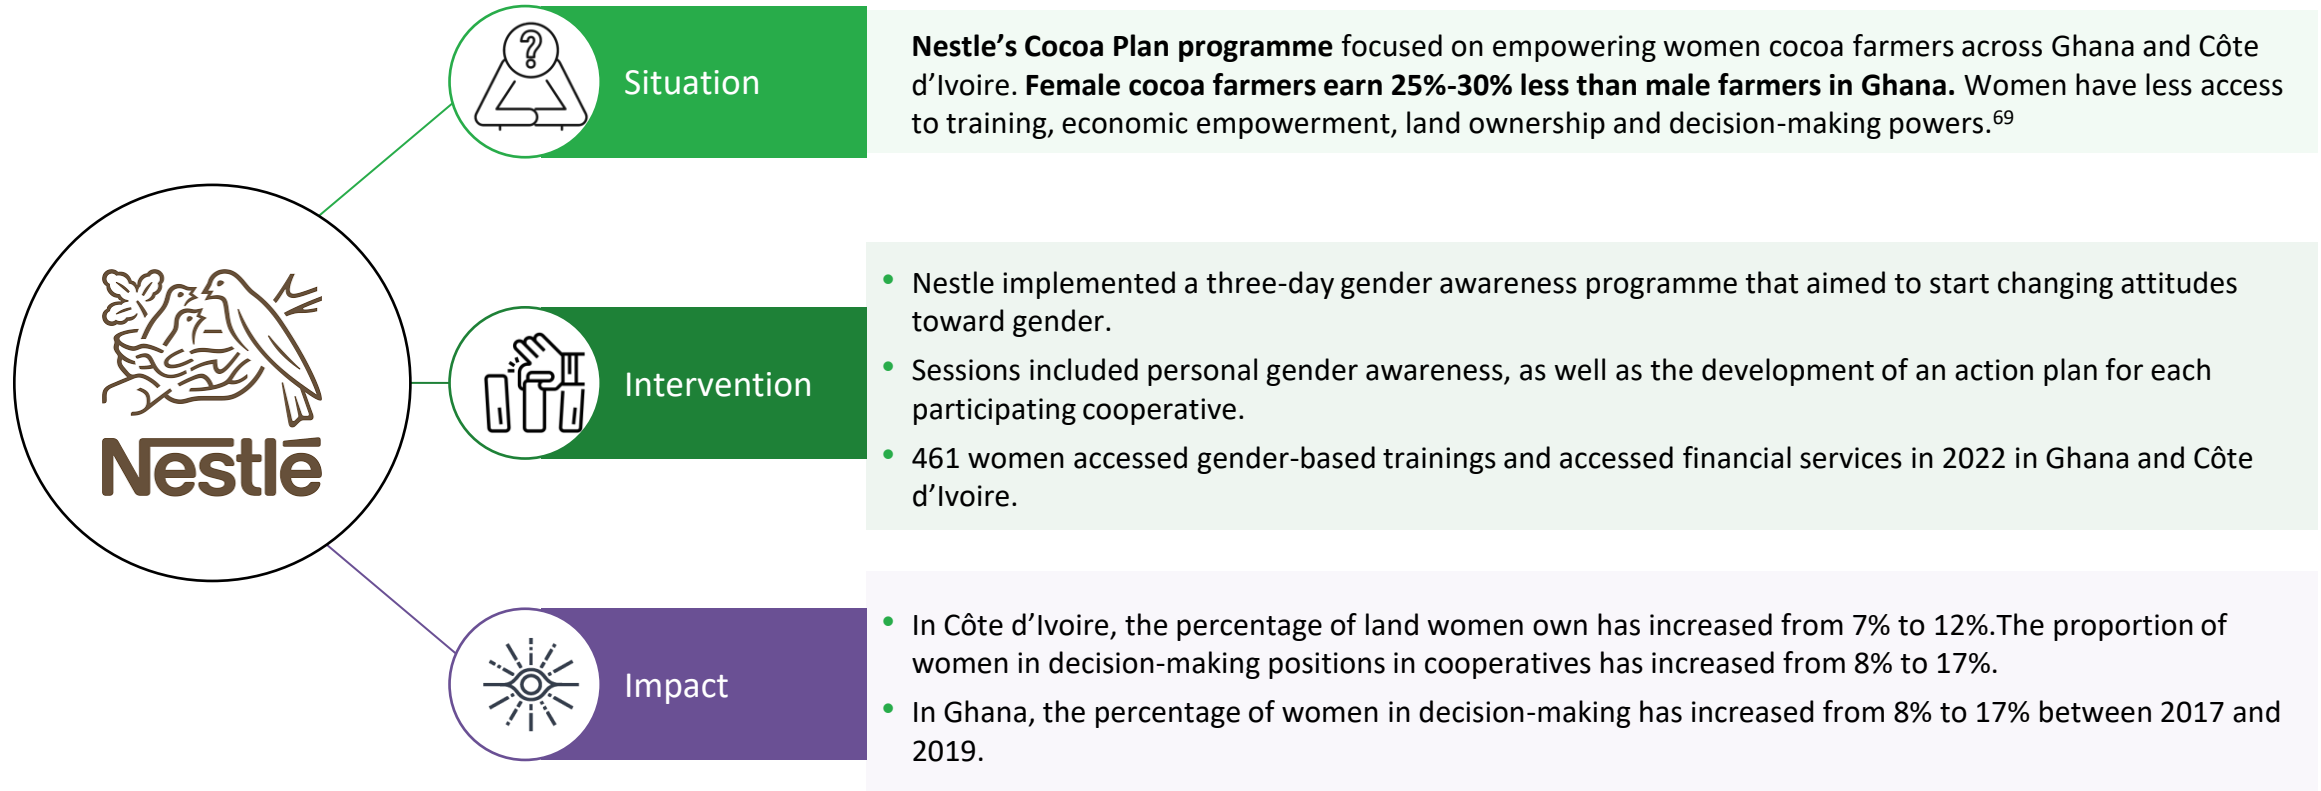 Situation
Nestle’s Cocoa Plan programme focused on empowering women cocoa farmers across Ghana and Côte
d’Ivoire. Female cocoa farmers earn 25%-30% less than male farmers in Ghana. Women have less access
to training, economic empowerment, land ownership and decision-making powers.69
Nestlé
Intervention
• Nestle implemented a three-day gender awareness programme that aimed to start changing attitudes
toward gender.
• Sessions included personal gender awareness, as well as the development of an action plan for each
participating cooperative.
• 461 women accessed gender-based trainings and accessed financial services in 2022 in Ghana and Côte
d’Ivoire.
Impact
• In Côte d’Ivoire, the percentage of land women own has increased from 7% to 12%.The proportion of
women in decision-making positions in cooperatives has increased from 8% to 17%.
• In Ghana, the percentage of women in decision-making has increased from 8% to 17% between 2017 and
2019.